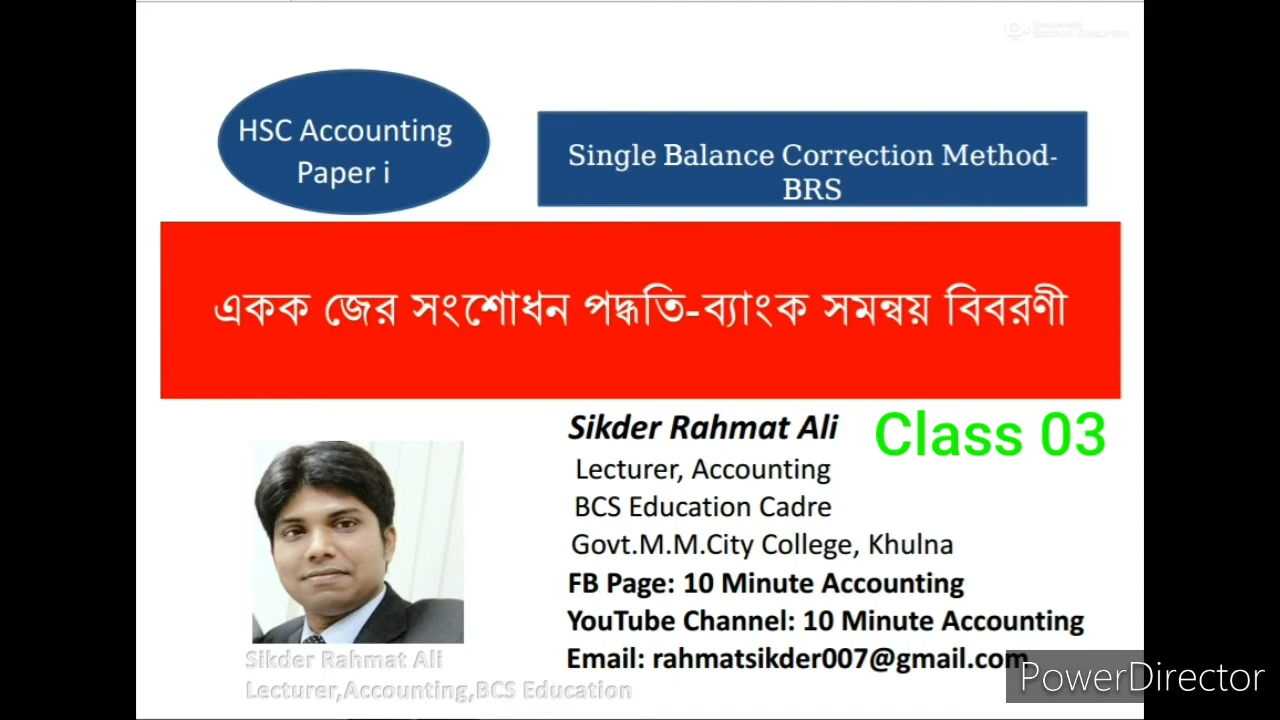 HSC Accounting
Paper i
Single Balance Correction Method-
BRS
একক জের সংশোধন পদ্ধতি-ব্যাংক সমন্বয় বিবরণী
Sikder Rahmat Ali
Class 03
Lecturer, Accounting
BCS Education Cadre
Govt.M.M.City College, Khulna
FB Page: 10 Minute Accounting
YouTube Channel: 10 Minute Accounting
Email: rahmatsikder007@gmail.com
Sikder Rahmat Ali
Lecturer,Accounting,BCS Education
PowerDirector